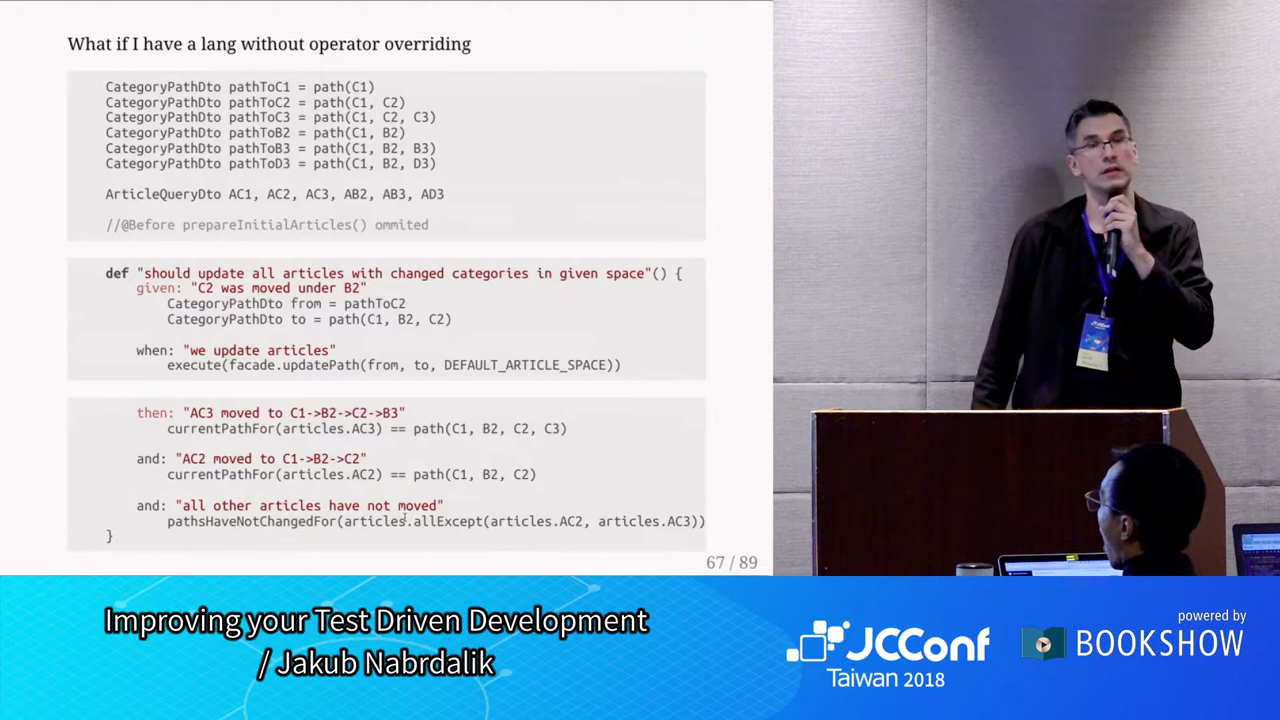 What if I have a lang without operator overriding
CategoryPathDto pathToC1 = path(C1)
CategoryPathDto pathToC2 = path(C1, C2)
CategoryPathDto pathToC3 = path(C1, C2, C3)
CategoryPathDto pathToB2 = path(C1, B2)
CategoryPathDto pathToB3 = path(C1, B2, B3)
CategoryPathDto pathToD3 = path(C1, B2, D3)
ArticleQueryDto AC1, AC2, AC3, AB2, AB3, AD3
//@Before prepareInitialArticles() ommited
def "should update all articles with changed categories in given space"() {
given: "C2 was moved under B2"
CategoryPathDto from = pathToC2
CategoryPathDto to = path(C1, B2, C2)
when: "we update articles"
execute(facade.updatePath(from, to, DEFAULT_ARTICLE_SPACE))
then: "AC3 moved to C1->B2->C2->B3"
currentPathFor(articles.AC3) == path(C1, B2, C2, C3)
and: "AC2 moved to C1->B2->C2"
currentPathFor(articles.AC2) == path(C1, B2, C2)
and: "all other articles have not moved"
pathsHaveNotChangedFor(articles.allExcept(articles.AC2, articles.AC3))
}
67 / 89
Improving your Test Driven Development
/ Jakub Nabrdalik
JCConf
Taiwan 2018
powered by
BOOKSHOW